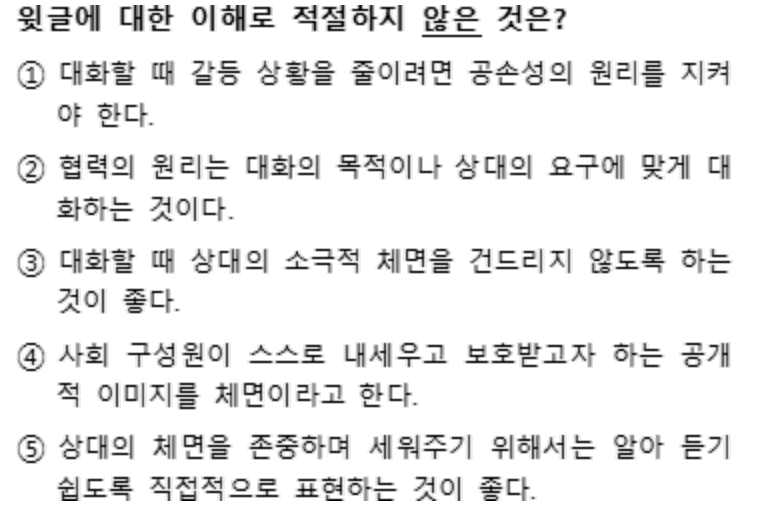 윗글에 대한 이해로 적절하지 않은 것은?
① 대화할 때 갈등 상황을 줄이려면 공손성의 원리를 지켜
야 한다.
② 협력의 원리는 대화의 목적이나 상대의 요구에 맞게 대
화하는 것이다.
③ 대화할 때 상대의 소극적 체면을 건드리지 않도록 하는
것이 좋다.
④ 사회 구성원이 스스로 내세우고 보호받고자 하는 공개
적 이미지를 체면이라고 한다.
⑤ 상대의 체면을 존중하며 세워주기 위해서는 알아 듣기
쉽도록 직접적으로 표현하는 것이 좋다.